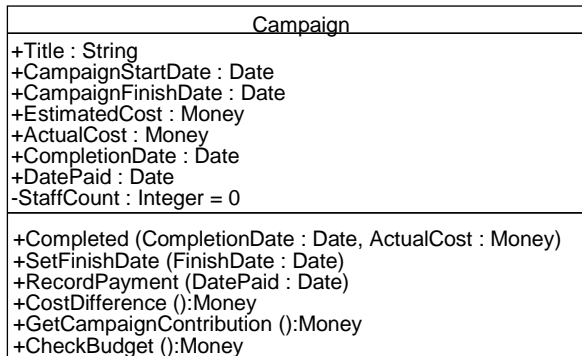 Campaign
+Title : String
+CampaignStartDate : Date
+CampaignFinishDate : Date
+EstimatedCost : Money
+ActualCost : Money
+CompletionDate : Date
+DatePaid : Date
-StaffCount : Integer = 0
+Completed (CompletionDate : Date, ActualCost : Money)
+SetFinishDate (FinishDate : Date)
+RecordPayment (DatePaid : Date)
+CostDifference ():Money
+GetCampaignContribution ():Money
+CheckBudget ():Money